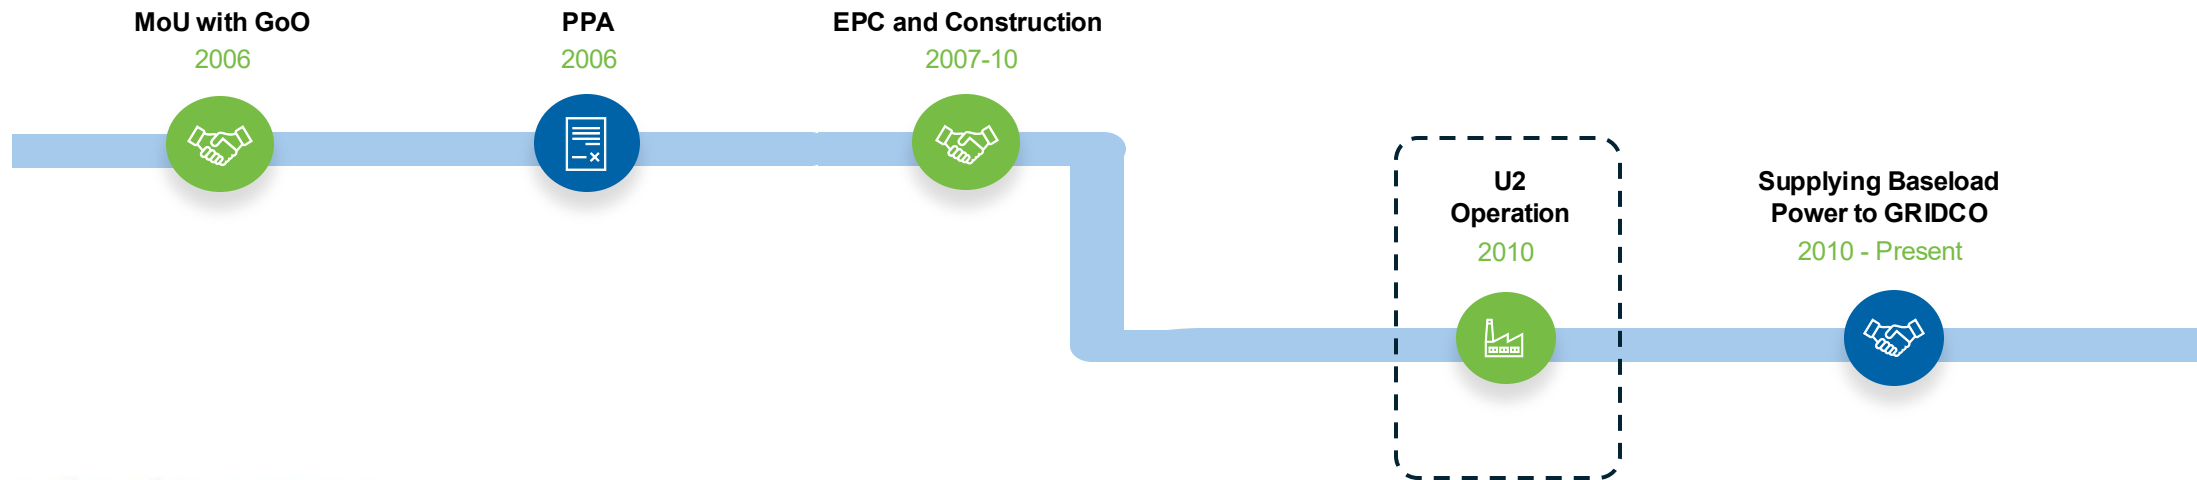 MoU with GoO
2006
PPA
2006
EPC and Construction
2007-10
U2
Operation
2010
Supplying Baseload
Power to GRIDCO
2010 - Present